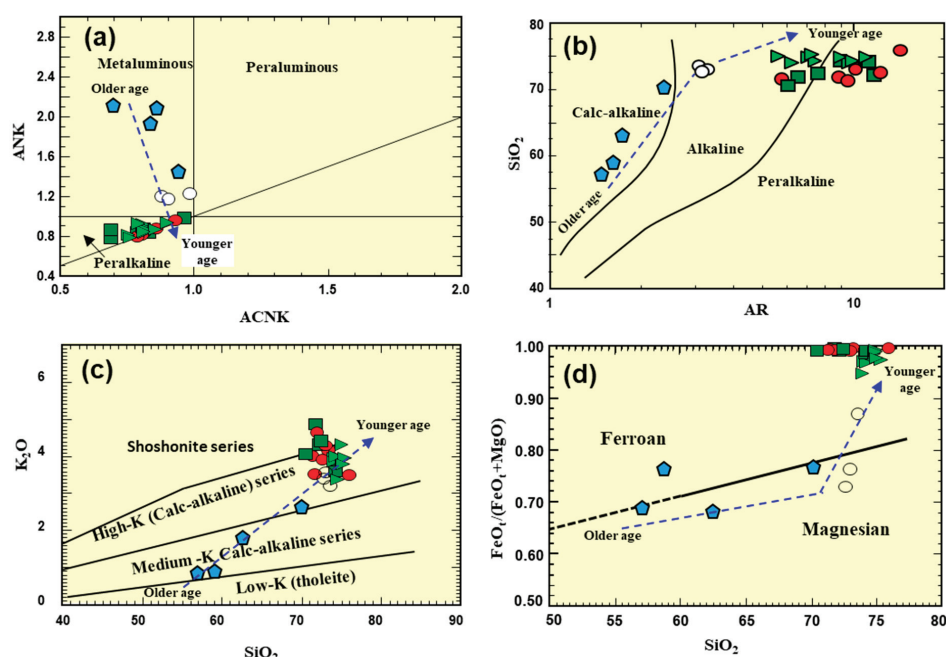 (a)
2.8
2.4
2.0
1.6
1.2
0.8
0.4
ANK
Metaluminous
Peraluminous
Older age
Younger
age
Peralkaline
0.5
1.0
1.5
2.0
ACNK
(b)
90
80
70
60
50
40
SiO2
Younger age
Calc-alkaline
Alkaline
Peralkaline
Older age
1
10
AR
(c)
6
4
2
0
K2O
Younger age
Shoshonite series
High-K (Calc-alkaline) series
Medium -K Calc-alkaline series
Low-K (tholeite)
Older age
40
50
60
70
80
90
SiO2
(d)
1.00
0.90
0.80
0.70
0.60
0.50
FeOt/(FeOt+MgO)
Younger
age
Ferroan
Older age
Magnesian
50
55
60
65
70
75
80
SiO2